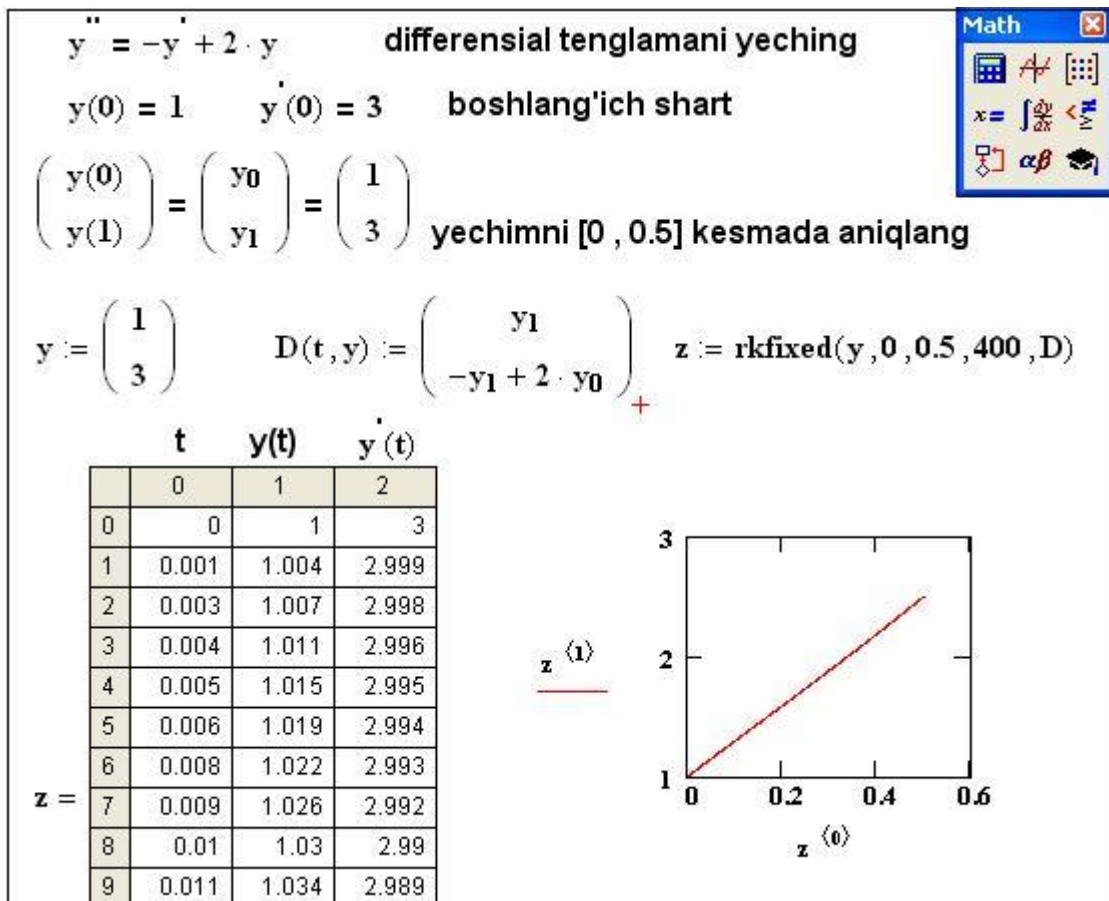 y'' = -y' + 2 · y differensial tenglamani yeching
Math
y(0) = 1 y'(0) = 3 boshlang'ich shart
x= ∫ dy/dx <≠≥
αβ
( y(0) y(1) ) = ( y0 y1 ) = ( 1 3 ) yechimni [0 , 0.5] kesmada aniqlang
y := ( 1 3 ) D(t , y) := ( y1 -y1 + 2 · y0 ) z := rkfixed(y , 0 , 0.5 , 400 , D)
t y(t) y'(t)
0 1 2
0 0 1 3
1 0.001 1.004 2.999
2 0.003 1.007 2.998
3 0.004 1.011 2.996
4 0.005 1.015 2.995
5 0.006 1.019 2.994
6 0.008 1.022 2.993
z = 7 0.009 1.026 2.992
8 0.01 1.03 2.99
9 0.011 1.034 2.989
3
z ⟨1⟩ 2
1
0 0.2 0.4 0.6
z ⟨0⟩